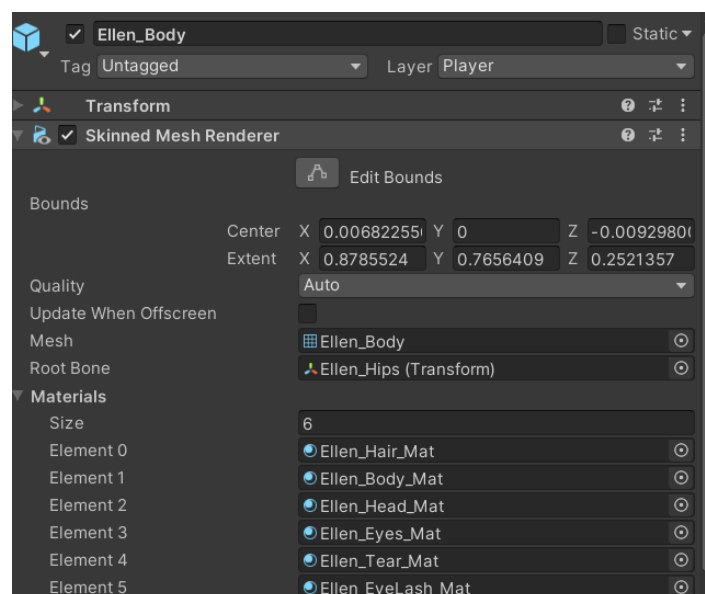 Ellen_Body Static
Tag Untagged Layer Player
Transform
Skinned Mesh Renderer
Edit Bounds
Bounds
Center X 0.00682255 Y 0 Z -0.0092980
Extent X 0.8785524 Y 0.7656409 Z 0.2521357
Quality Auto
Update When Offscreen
Mesh Ellen_Body
Root Bone Ellen_Hips (Transform)
Materials
Size 6
Element 0 Ellen_Hair_Mat
Element 1 Ellen_Body_Mat
Element 2 Ellen_Head_Mat
Element 3 Ellen_Eyes_Mat
Element 4 Ellen_Tear_Mat
Element 5 Ellen_EyeLash_Mat